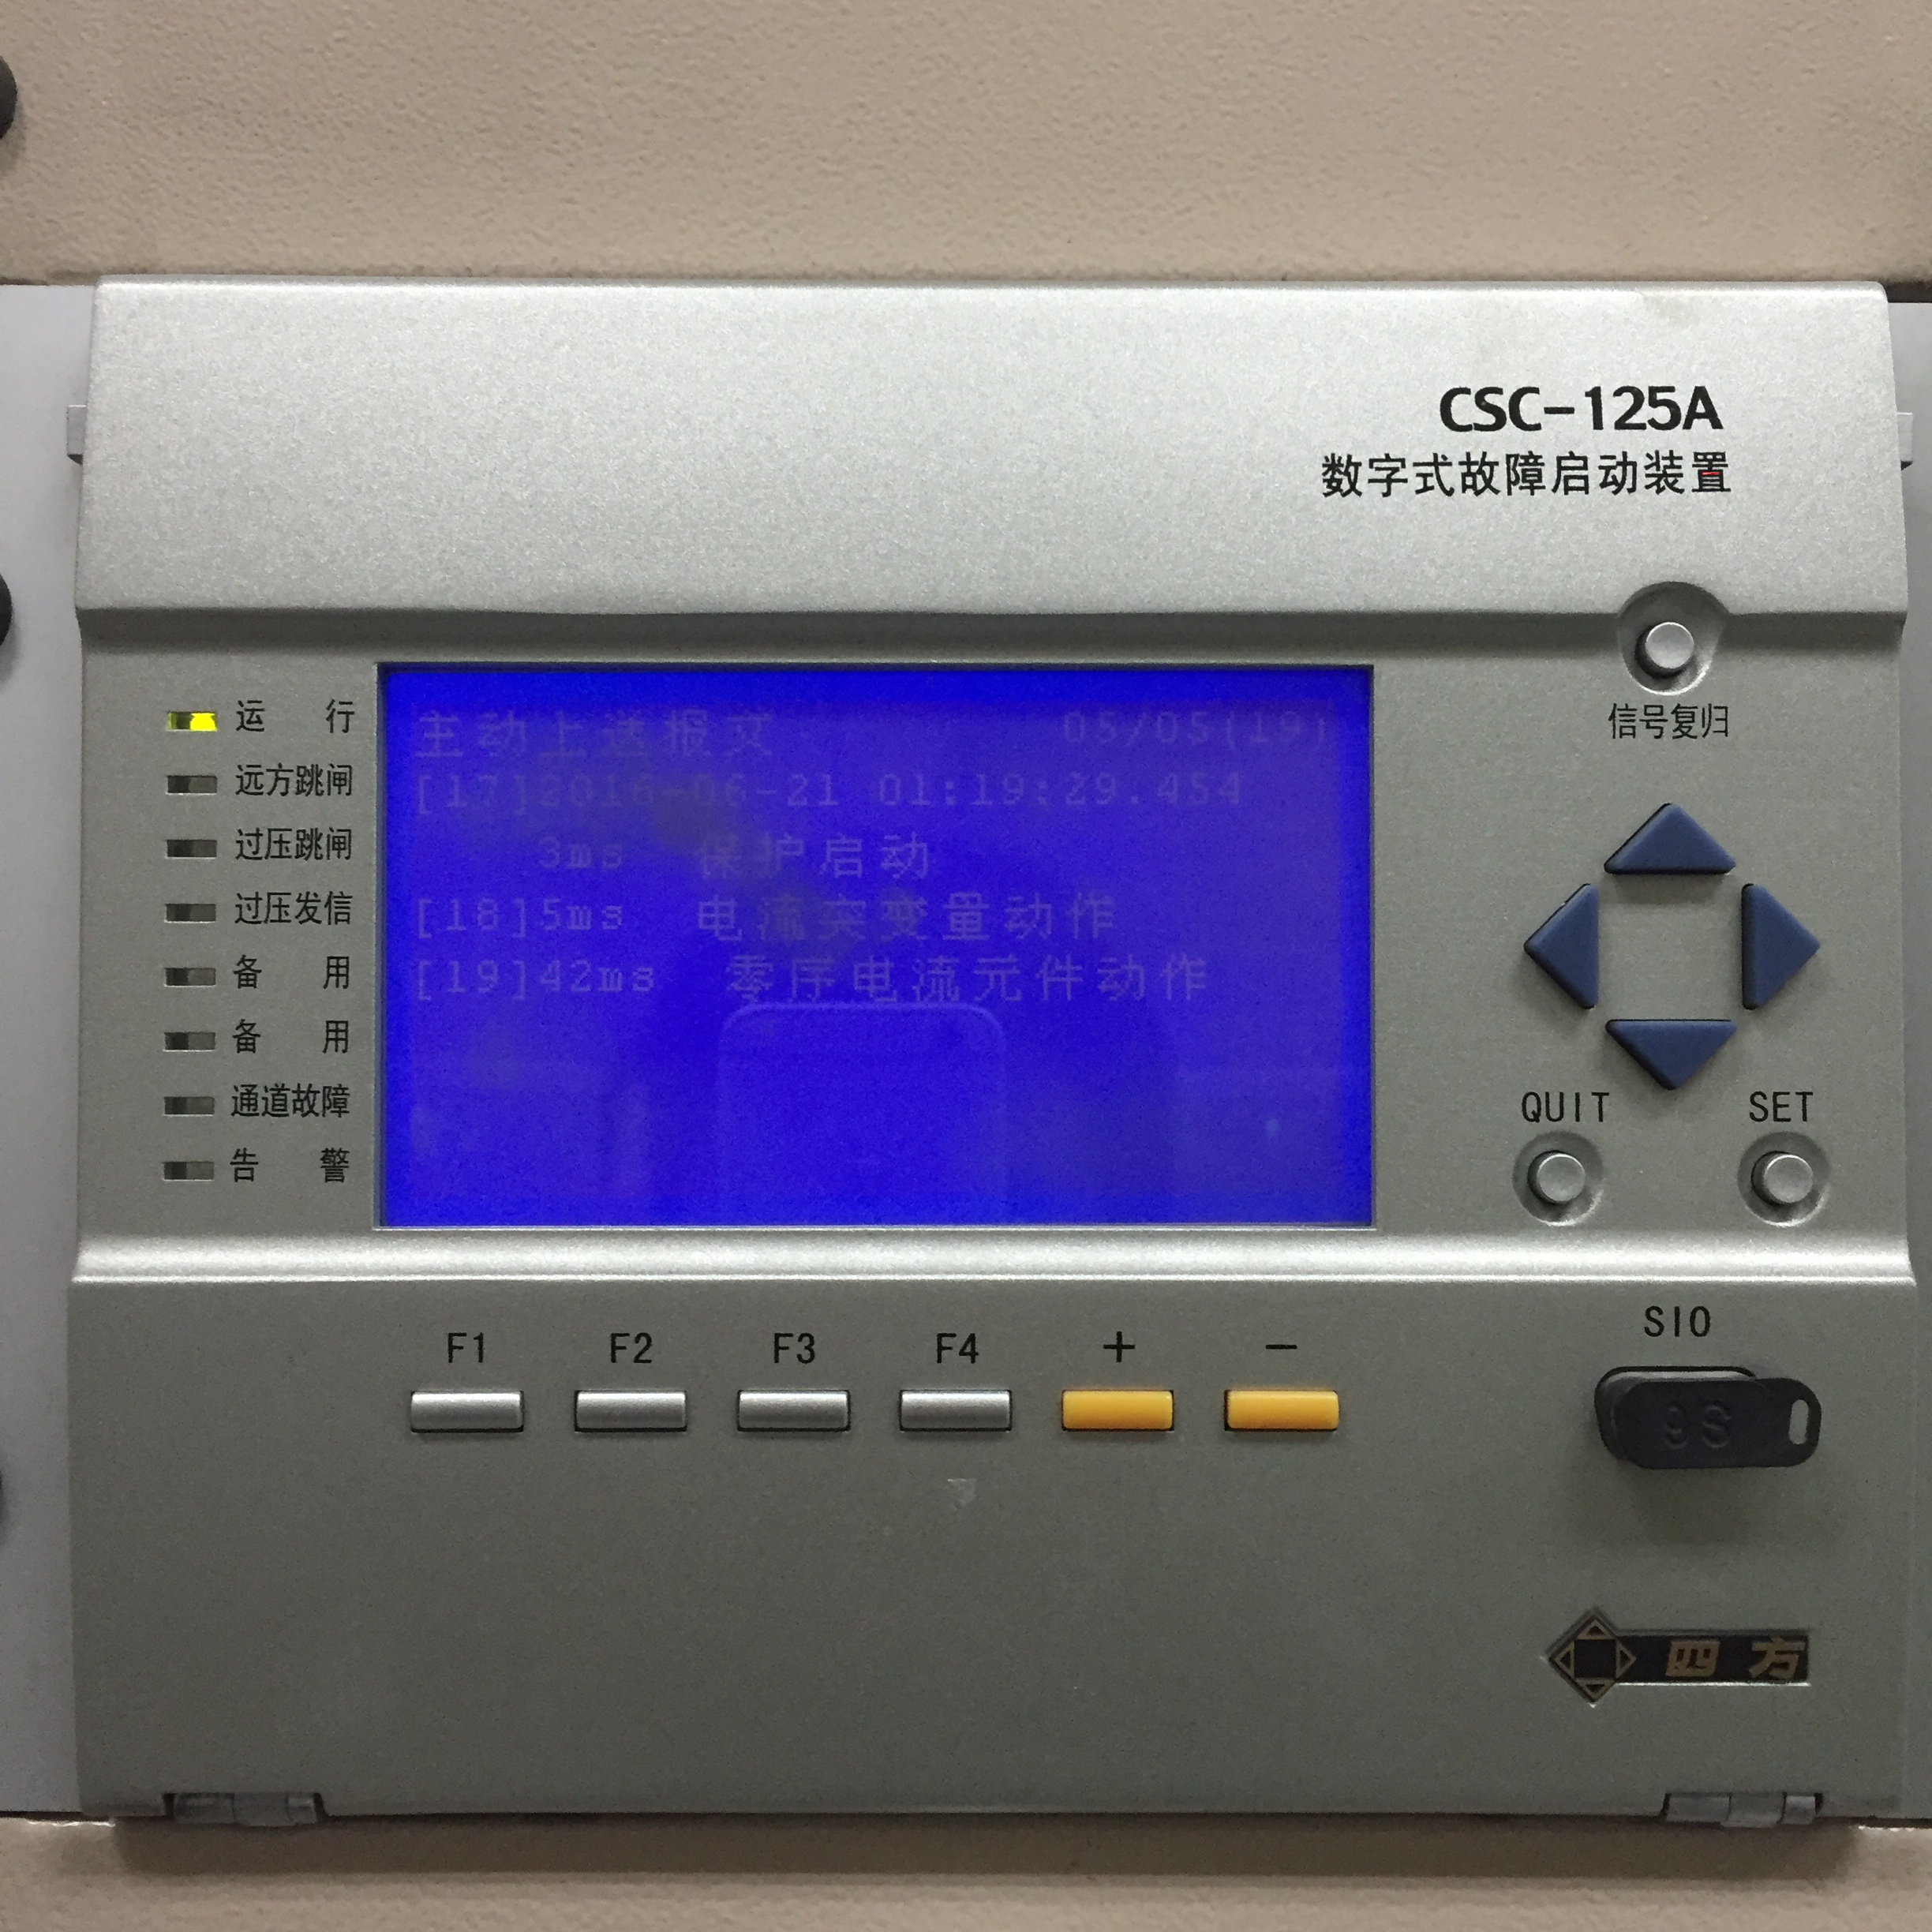 CSC-125A
数字式故障启动装置
信号复归
运 行
远方跳闸
过压跳闸
过压发信
备 用
备 用
通道故障
告 警
主动上送报文 05/05(19)
[17]2016-06-21 01:19:29.454
3ms 保护启动
[18]5ms 电流突变量动作
[19]42ms 零序电流元件动作
QUIT SET
F1 F2 F3 F4 + −
SIO
9S
四方